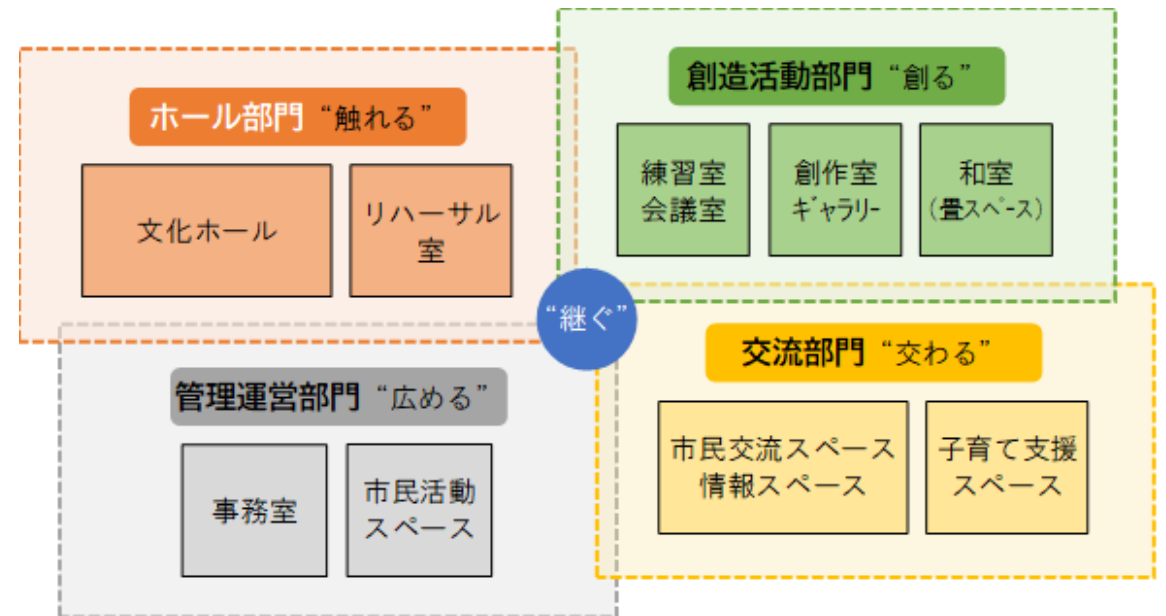 ホール部門“触れる”
文化ホール
リハーサル
室
創造活動部門“創る”
練習室
会議室
創作室
ｷﾞｬﾗﾘｰ
和室
(畳ｽﾍﾟｰｽ)
“継ぐ”
管理運営部門“広める”
事務室
市民活動
スペース
交流部門“交わる”
市民交流スペース
情報スペース
子育て支援
スペース